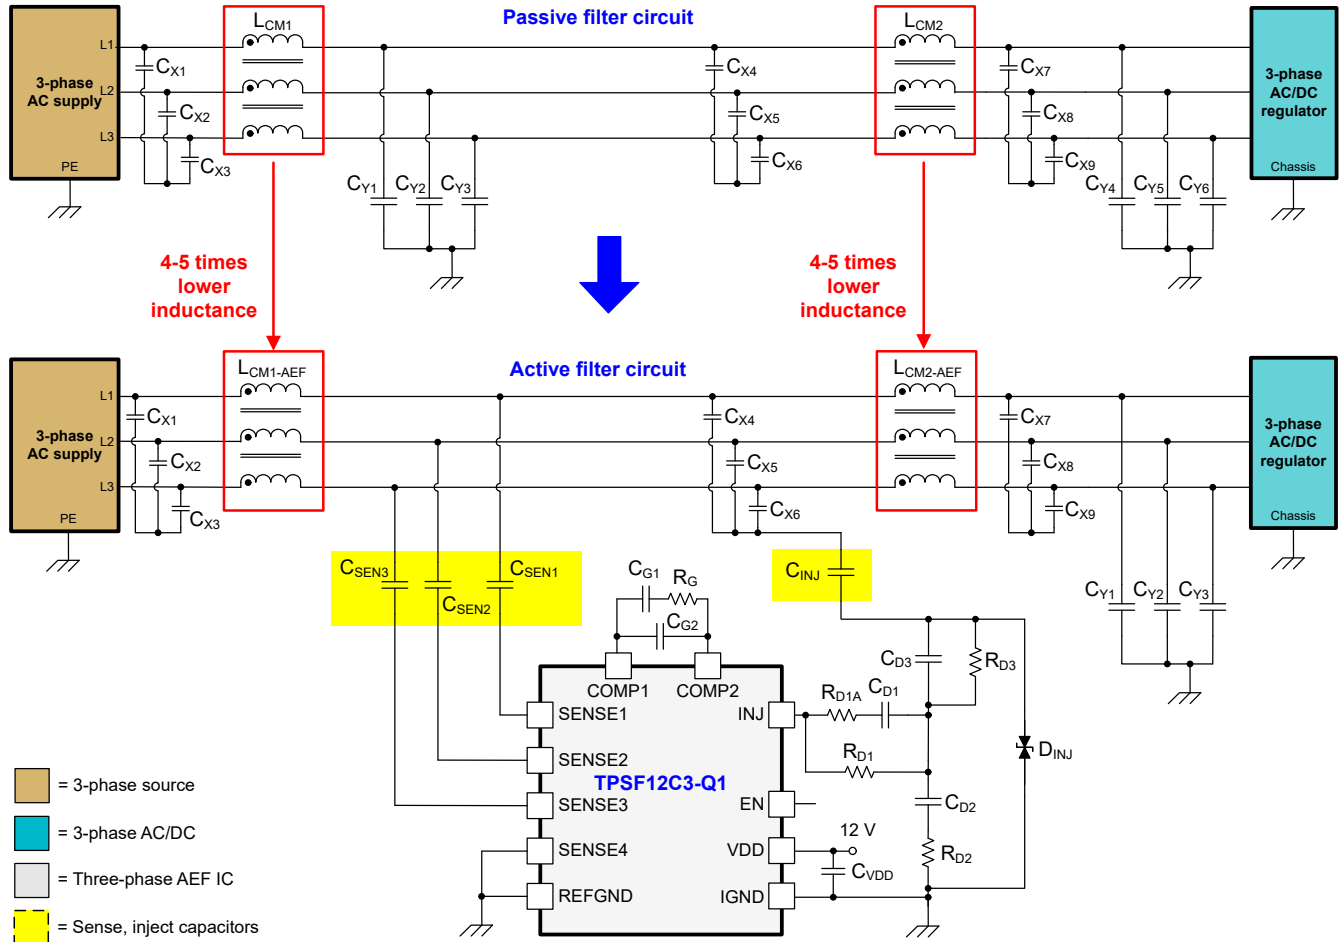 Passive filter circuit
LCM1
LCM2
3-phase
AC supply
L1
L2
L3
PE
CX1
CX2
CX3
CY1
CY2
CY3
CX4
CX5
CX6
CX7
CX8
CX9
CY4
CY5
CY6
3-phase
AC/DC
regulator
Chassis
4-5 times
lower
inductance
4-5 times
lower
inductance
Active filter circuit
LCM1-AEF
LCM2-AEF
3-phase
AC supply
L1
L2
L3
PE
CX1
CX2
CX3
CX4
CX5
CX6
CX7
CX8
CX9
3-phase
AC/DC
regulator
Chassis
CSEN3
CSEN2
CSEN1
CINJ
CG1
RG
CG2
CY1
CY2
CY3
COMP1
COMP2
SENSE1
SENSE2
SENSE3
SENSE4
REFGND
TPSF12C3-Q1
INJ
EN
VDD
IGND
RD1A
CD1
RD1
CD3
RD3
CD2
RD2
DINJ
12 V
CVDD
= 3-phase source
= 3-phase AC/DC
= Three-phase AEF IC
= Sense, inject capacitors